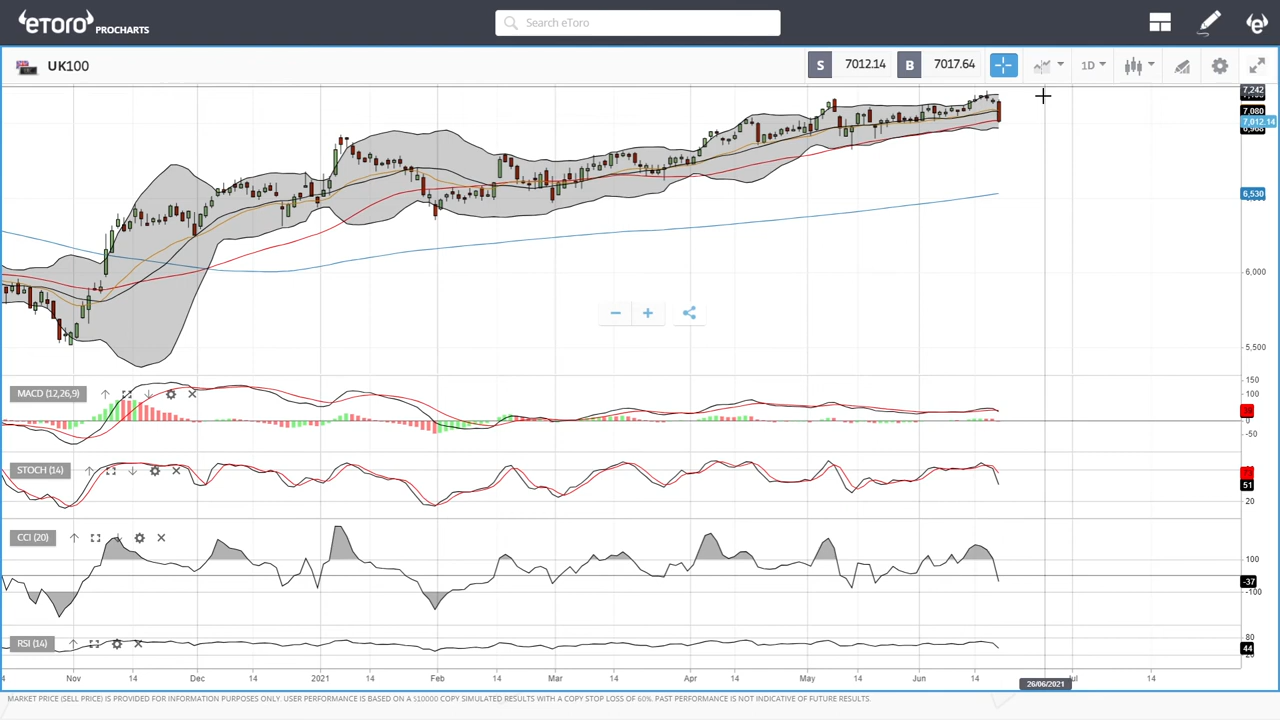 eToro PROCHARTS
Search eToro
UK100
S 7012.14 B 7017.64 1D
7,242
7,080
7,012.14
6,968
6,530
6,000
5,500
MACD (12,26,9)
150
100
0
-50
STOCH (14)
51
20
CCI (20)
100
-37
-100
RSI (14)
80
44
4 Nov 14 Dec 14 2021 14 Feb 14 Mar 14 Apr 14 May 14 Jun 14 26/06/2021 Jul 14
MARKET PRICE (SELL PRICE) IS PROVIDED FOR INFORMATION PURPOSES ONLY. USER PERFORMANCE IS BASED ON A $10000 COPY SIMULATED RESULTS WITH A COPY STOP LOSS OF 60%. PAST PERFORMANCE IS NOT INDICATIVE OF FUTURE RESULTS.